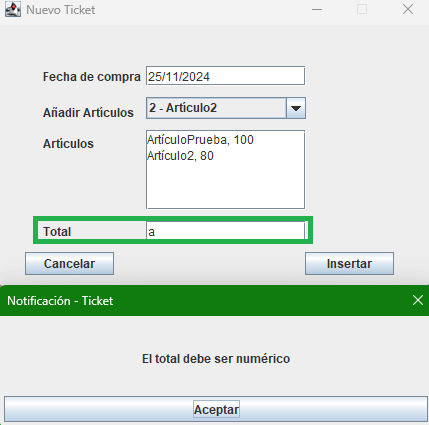 Nuevo Ticket
Fecha de compra 25/11/2024
Añadir Artículos 2 - Artículo2
Artículos ArtículoPrueba, 100
Artículo2, 80
Total a
Cancelar Insertar
Notificación - Ticket
El total debe ser numérico
Aceptar